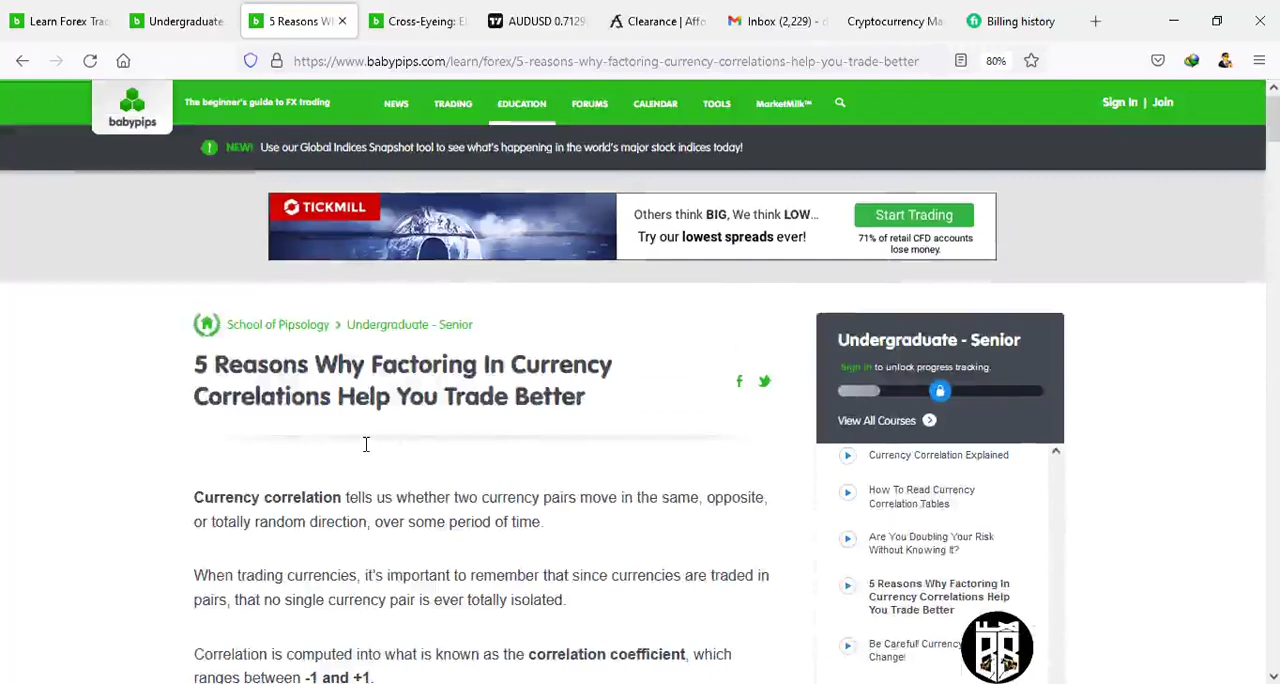 Learn Forex Tra
Undergraduate
5 Reasons W
Cross-Eyeing: E
AUDUSD 0.7129
Clearance | Affo
Inbox (2,229) - d
Cryptocurrency Ma
Billing history
https://www.babypips.com/learn/forex/5-reasons-why-factoring-currency-correlations-help-you-trade-better
80%
babypips
The beginner's guide to FX trading
NEWS
TRADING
EDUCATION
FORUMS
CALENDAR
TOOLS
MarketMilk™
Sign In | Join
NEW! Use our Global Indices Snapshot tool to see what's happening in the world's major stock indices today!
TICKMILL
Others think BIG, We think LOW...
Try our lowest spreads ever!
Start Trading
71% of retail CFD accounts
lose money.
School of Pipsology > Undergraduate - Senior
5 Reasons Why Factoring In Currency
Correlations Help You Trade Better
Currency correlation tells us whether two currency pairs move in the same, opposite,
or totally random direction, over some period of time.
When trading currencies, it's important to remember that since currencies are traded in
pairs, that no single currency pair is ever totally isolated.
Correlation is computed into what is known as the correlation coefficient, which
ranges between -1 and +1.
Undergraduate - Senior
Sign in to unlock progress tracking.
View All Courses
Currency Correlation Explained
How To Read Currency
Correlation Tables
Are You Doubling Your Risk
Without Knowing It?
5 Reasons Why Factoring In
Currency Correlations Help
You Trade Better
Be Careful! Currency
Change!